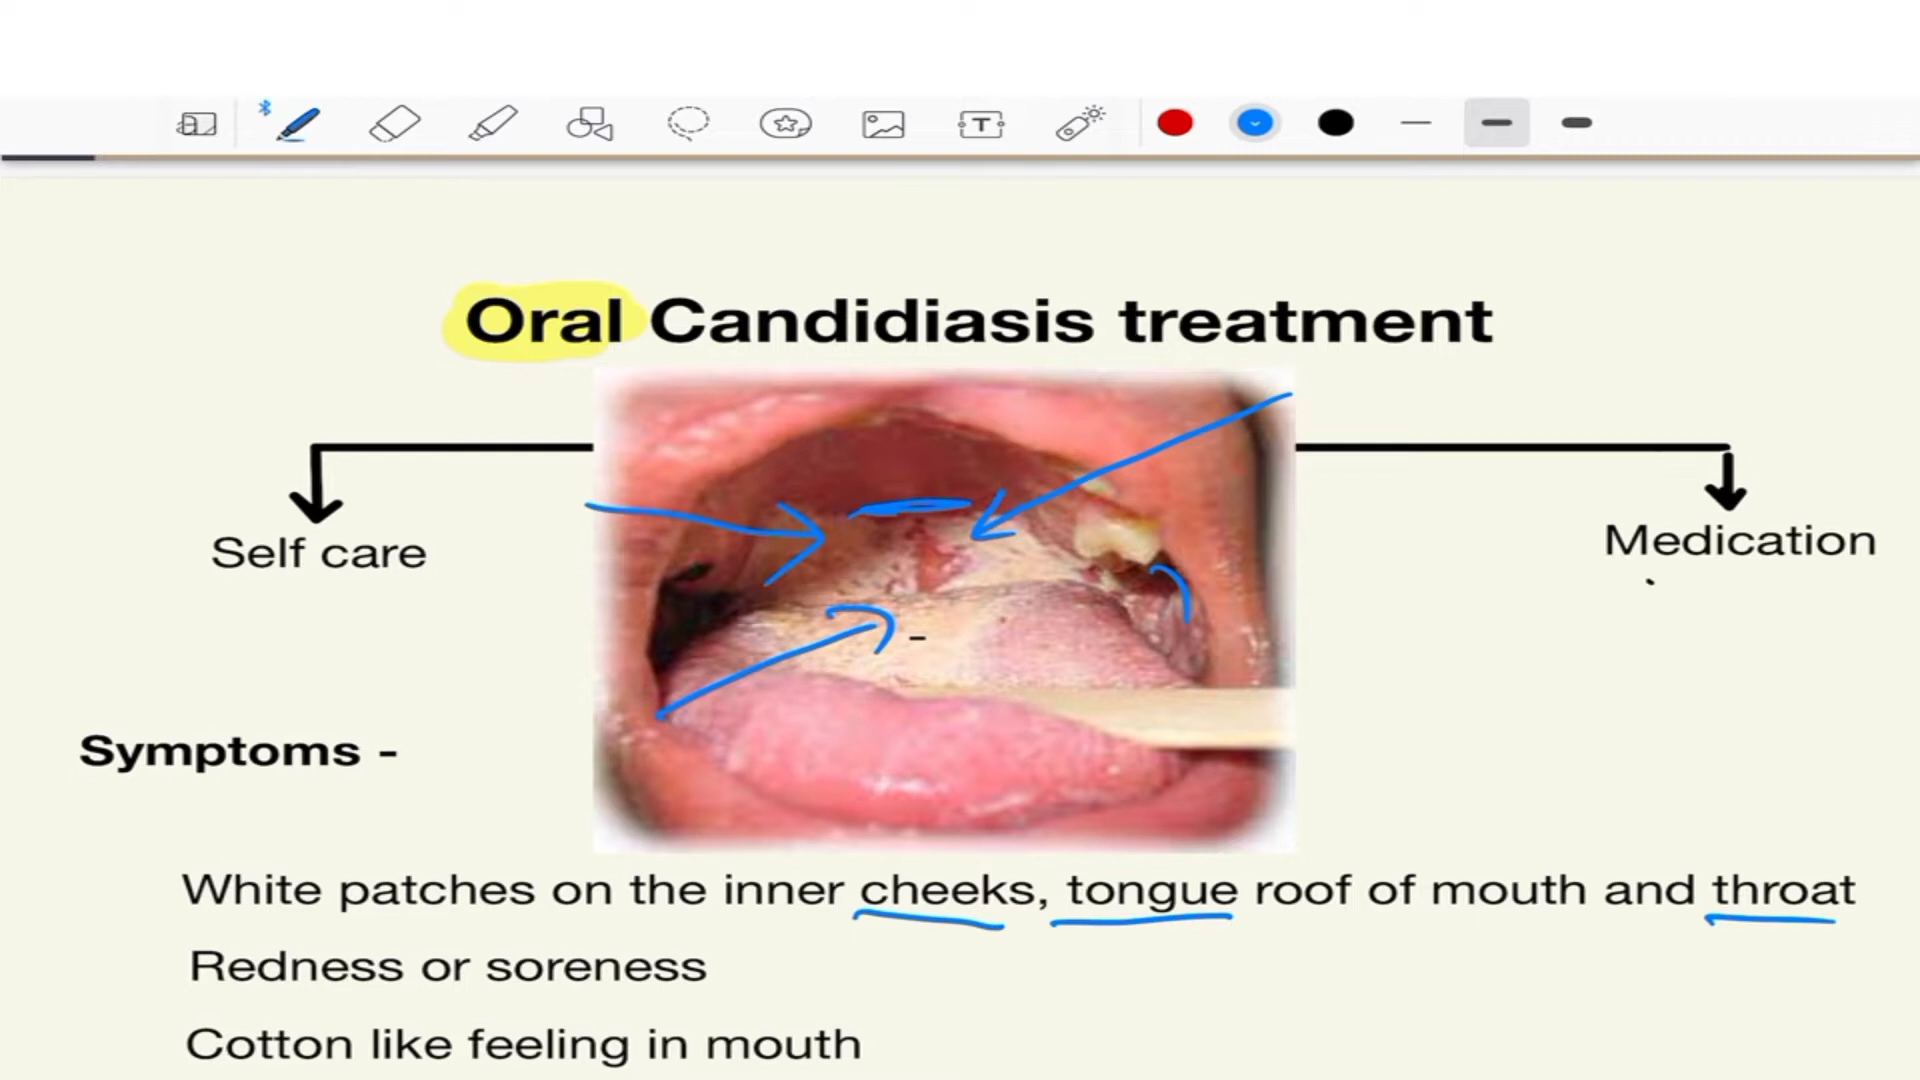 Oral Candidiasis treatment
Self care
Medication
Symptoms -
White patches on the inner cheeks, tongue roof of mouth and throat
Redness or soreness
Cotton like feeling in mouth